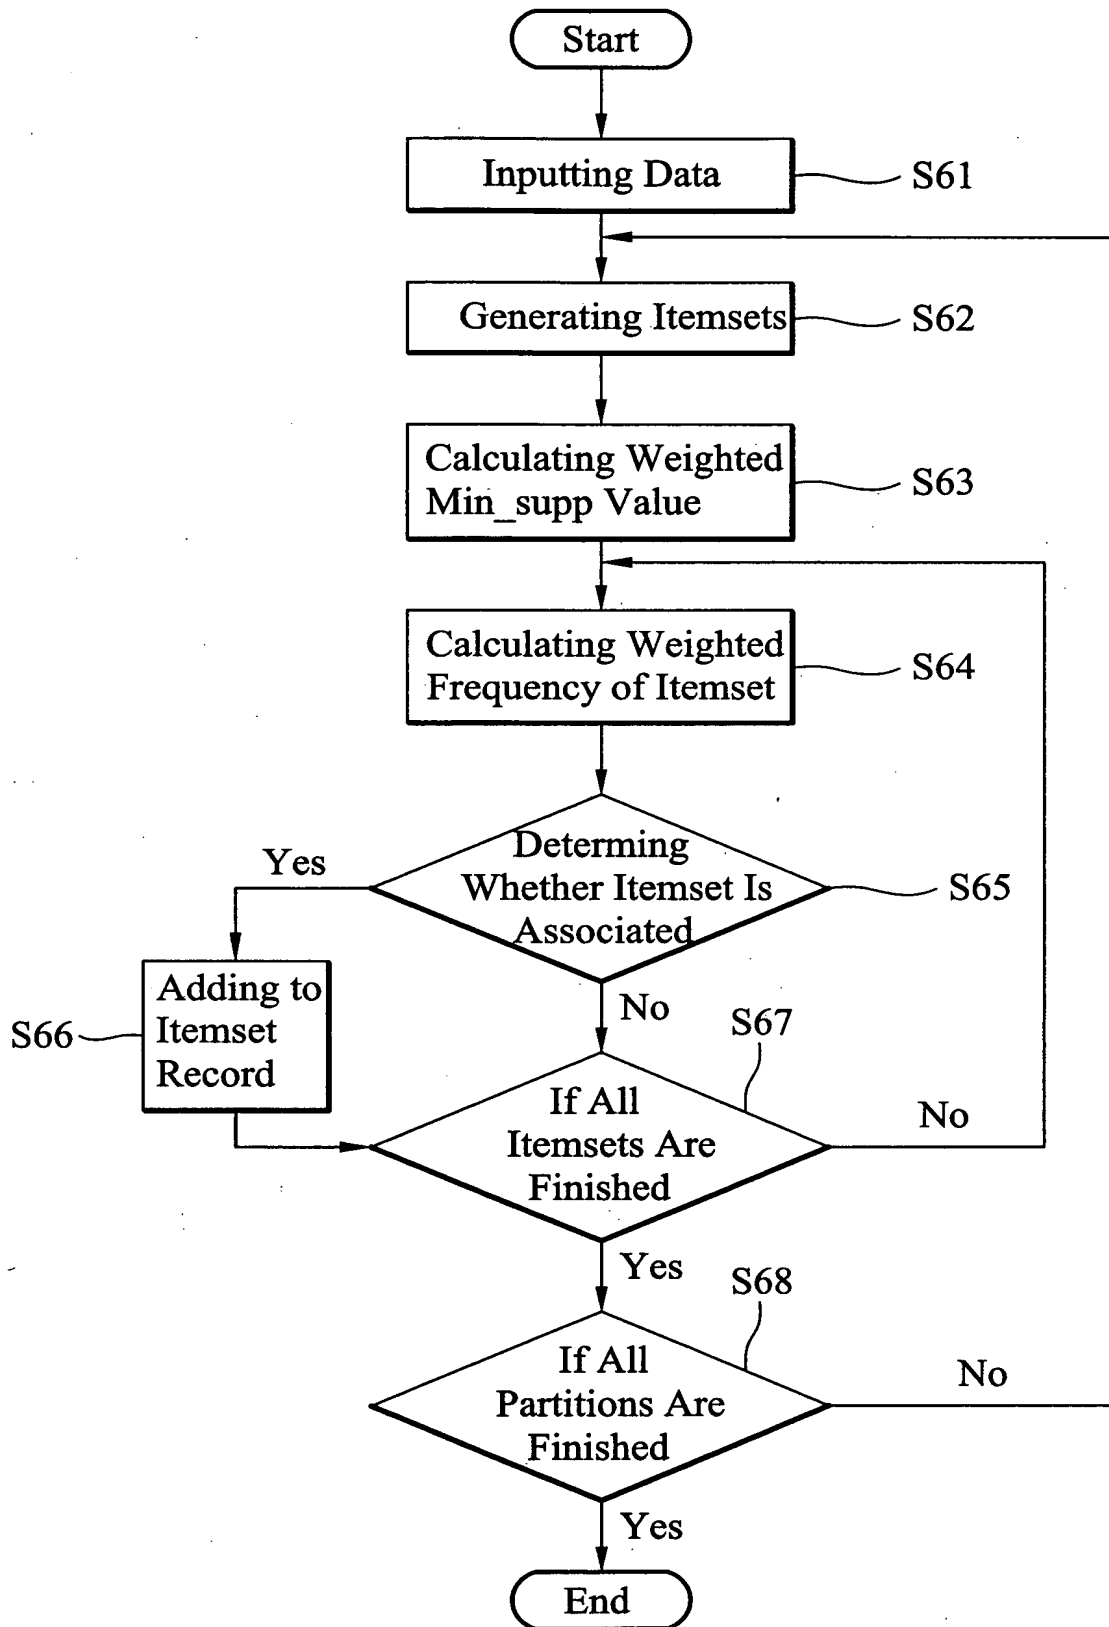 Start
Inputting Data
S61
Generating Itemsets
S62
Calculating Weighted
Min_supp Value
S63
Calculating Weighted
Frequency of Itemset
S64
Determing
Whether Itemset Is
Associated
S65
Yes
No
Adding to
Itemset
Record
S66
S67
If All
Itemsets Are
Finished
No
Yes
S68
If All
Partitions Are
Finished
No
Yes
End